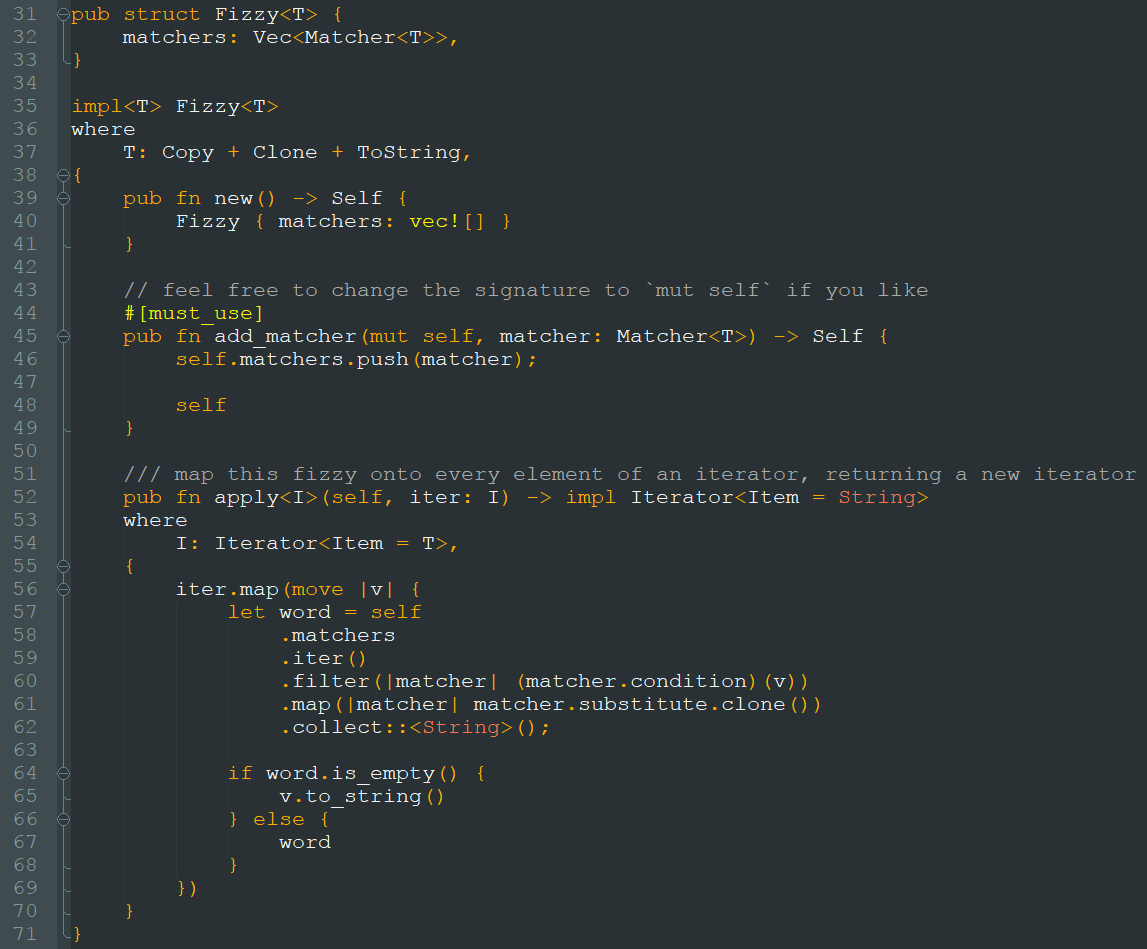 31 pub struct Fizzy<T> {
32     matchers: Vec<Matcher<T>>,
33 }
34
35 impl<T> Fizzy<T>
36 where
37     T: Copy + Clone + ToString,
38 {
39     pub fn new() -> Self {
40         Fizzy { matchers: vec![] }
41     }
42
43     // feel free to change the signature to `mut self` if you like
44     #[must_use]
45     pub fn add_matcher(mut self, matcher: Matcher<T>) -> Self {
46         self.matchers.push(matcher);
47
48         self
49     }
50
51     /// map this fizzy onto every element of an iterator, returning a new iterator
52     pub fn apply<I>(self, iter: I) -> impl Iterator<Item = String>
53     where
54         I: Iterator<Item = T>,
55     {
56         iter.map(move |v| {
57             let word = self
58                 .matchers
59                 .iter()
60                 .filter(|matcher| (matcher.condition)(v))
61                 .map(|matcher| matcher.substitute.clone())
62                 .collect::<String>();
63
64             if word.is_empty() {
65                 v.to_string()
66             } else {
67                 word
68             }
69         })
70     }
71 }